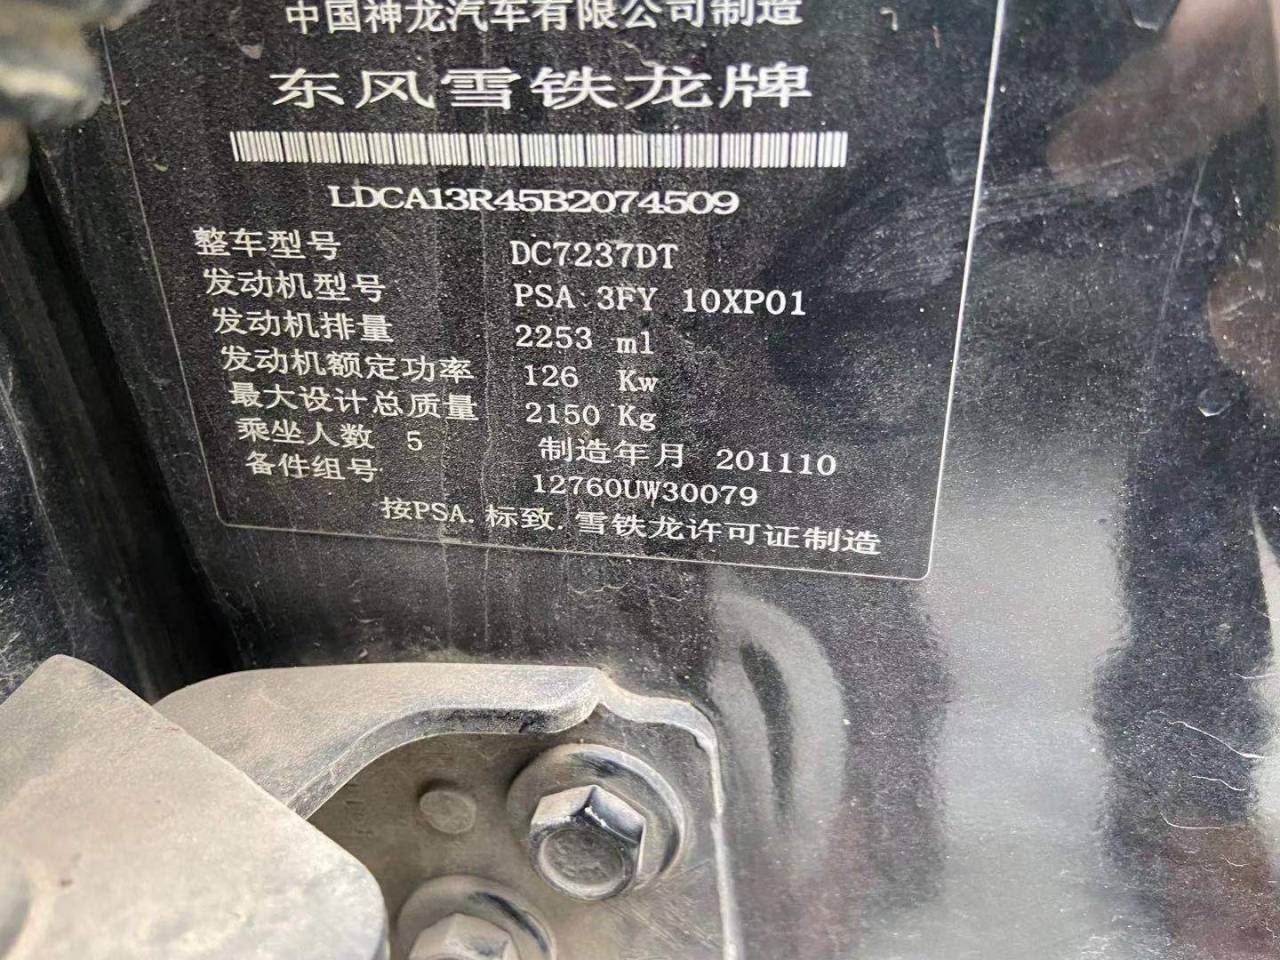 中国神龙汽车有限公司制造
东风雪铁龙牌
LDCA13R45B2074509
整车型号 DC7237DT
发动机型号 PSA 3FY 10XP01
发动机排量 2253 ml
发动机额定功率 126 Kw
最大设计总质量 2150 Kg
乘坐人数 5 制造年月 201110
备件组号 12760UW30079
按PSA.标致.雪铁龙许可证制造